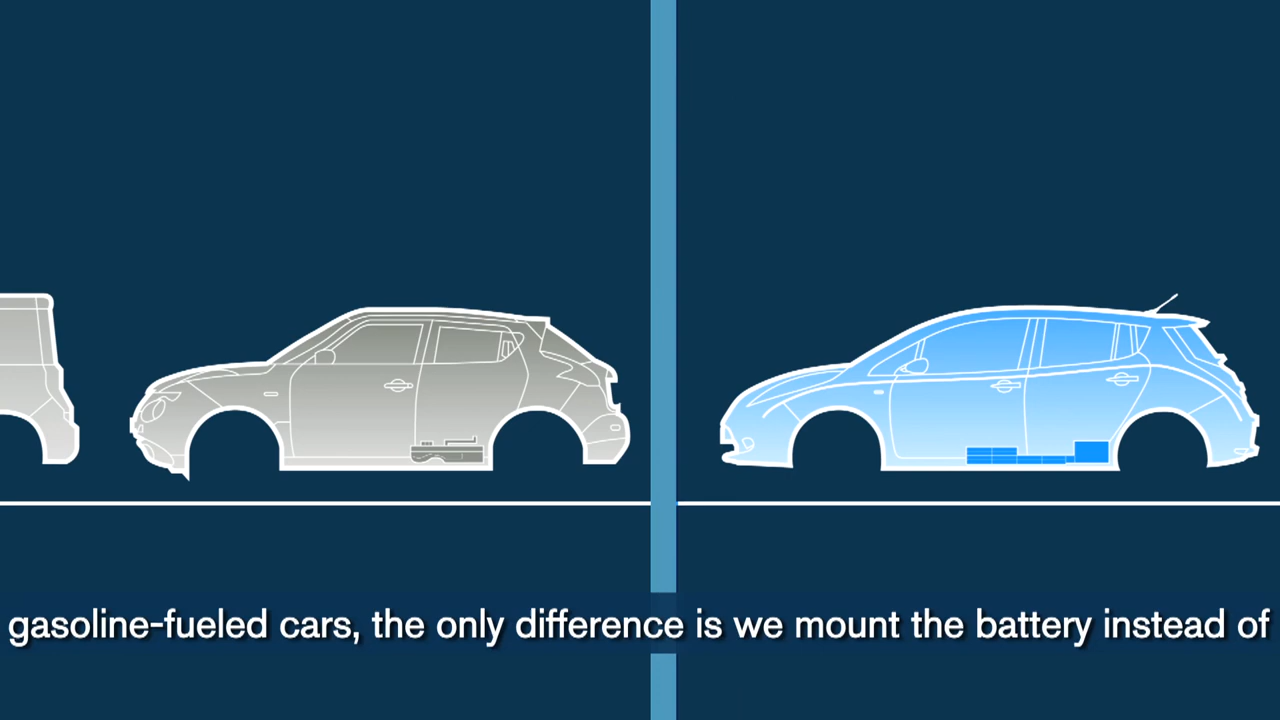 gasoline-fueled cars, the only difference is we mount the battery instead of